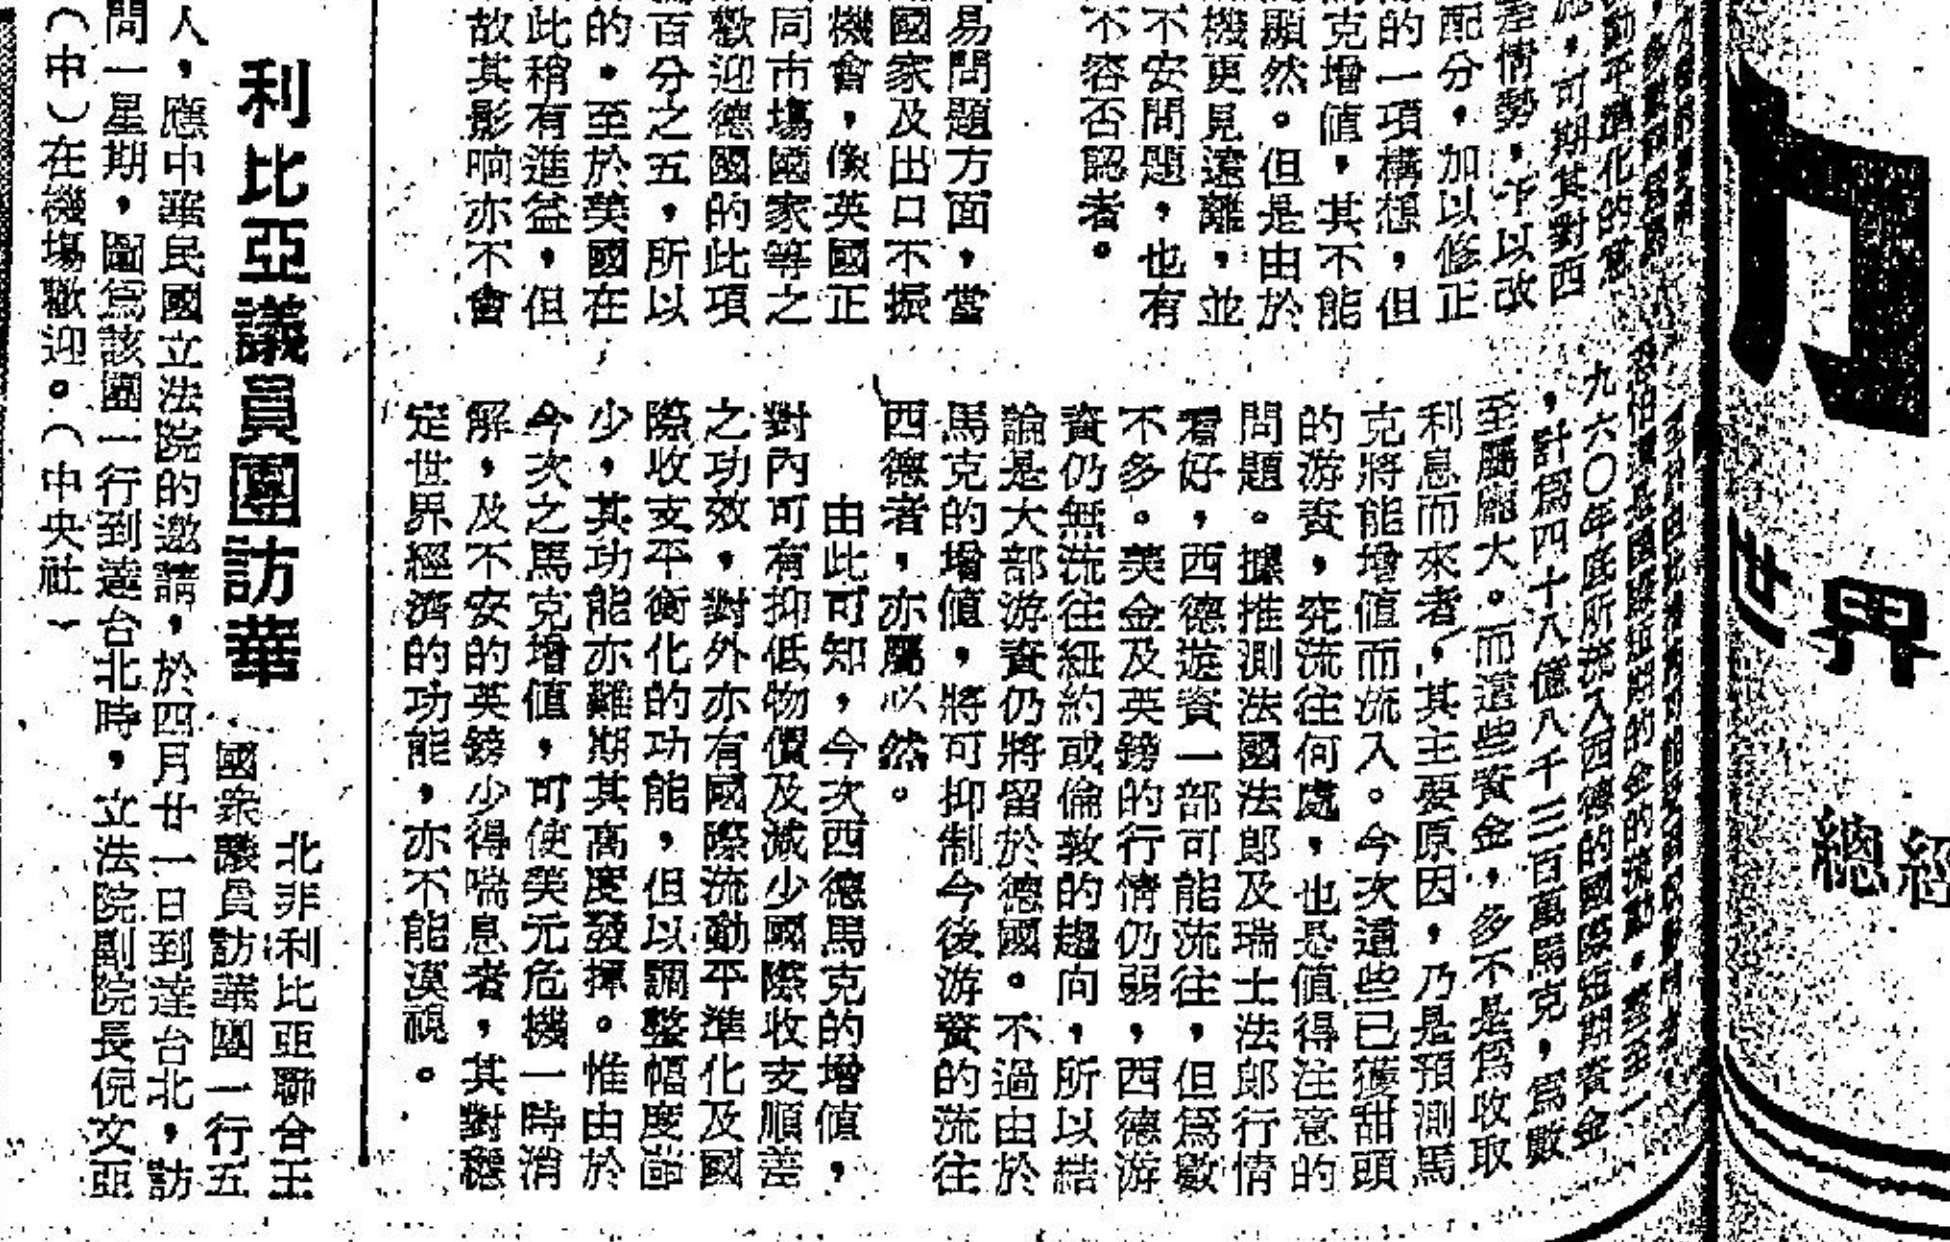 世界
總經
差情勢,予以改
配分,加以修正
的一項構想,但
克增值,其不能
顯然。但是由於
機更見遠離,並
不安問題,也有
不容否認者。
易問題方面,當
國家及出口不振
機會,像英國正
同市場國家等之
歡迎德國的此項
百分之五,所以
的。至於美國在
此稍有進益,但
故其影响亦不會
九六〇年底所流入西德的國際短期資金
,計為四十八億八千三百萬馬克,為數
至屬龐大。而這些資金,多不是為收取
利息而來者,其主要原因,乃是預測馬
克將能增值而流入。今次這些已獲甜頭
的游資,究流往何處,也是值得注意的
問題。據推測法國法郎及瑞士法郎行情
看好,西德遊資一部可能流往,但為數
不多。美金及英鎊的行情仍弱,西德游
資仍無流往紐約或倫敦的趨向,所以結
論是大部游資仍將留於德國。不過由於
馬克的增值,將可抑制今後游資的流往
西德者,亦屬必然。
由此可知,今次西德馬克的增值,
對內可有抑低物價及減少國際收支順差
之功效,對外亦有國際流動平準化及國
際收支平衡化的功能,但以調整幅度尚
少,其功能亦難期其高度發揮。惟由於
今次之馬克增值,可使美元危機一時消
解,及不安的英鎊少得喘息者,其對穩
定世界經濟的功能,亦不能漠視。
利比亞議員團訪華
北非利比亞聯合王
國眾議員訪華團一行五
人,應中華民國立法院的邀請,於四月廿一日到達台北,訪
問一星期,圖為該團一行到達台北時,立法院副院長倪文亞
(中)在機場歡迎。(中央社)